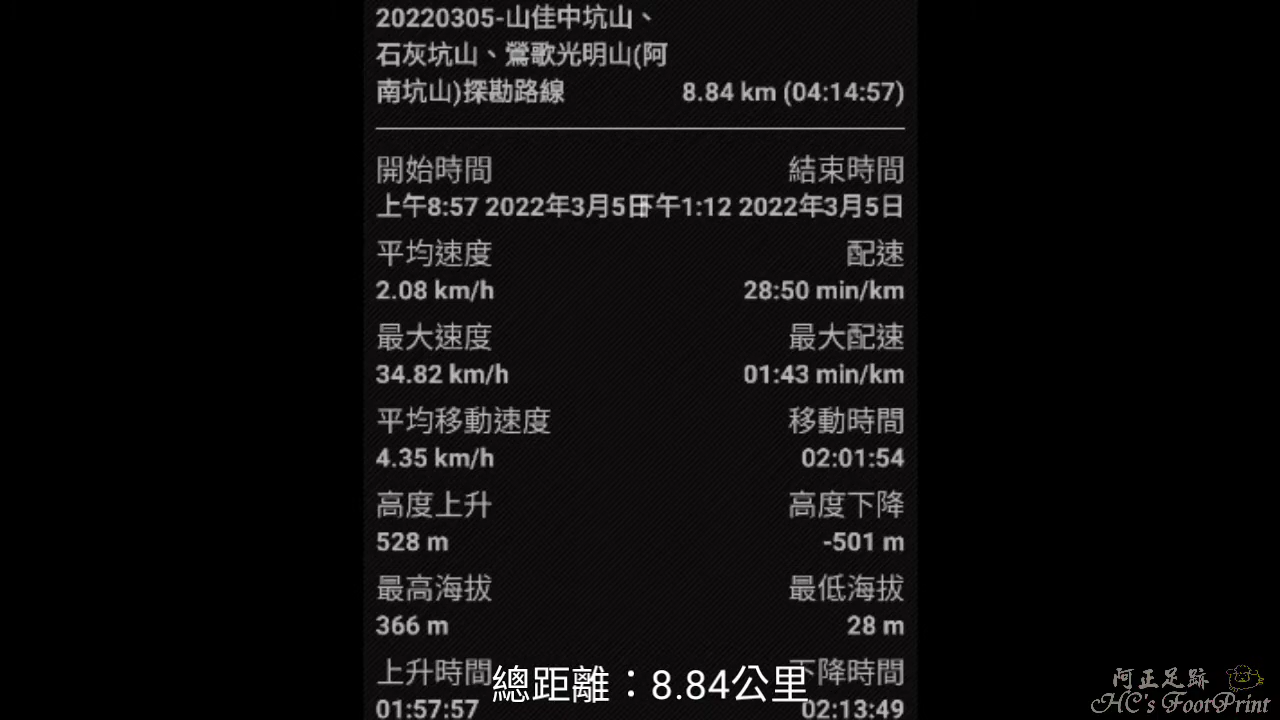 20220305-山佳中坑山、
石灰坑山、鶯歌光明山(阿
南坑山)探勘路線 8.84 km (04:14:57)
開始時間 結束時間
上午8:57 2022年3月5日 下午1:12 2022年3月5日
平均速度 配速
2.08 km/h 28:50 min/km
最大速度 最大配速
34.82 km/h 01:43 min/km
平均移動速度 移動時間
4.35 km/h 02:01:54
高度上升 高度下降
528 m -501 m
最高海拔 最低海拔
366 m 28 m
上升時間 下降時間
總距離：8.84公里
01:57:57 02:13:49
阿正足跡
HC's FootPrint